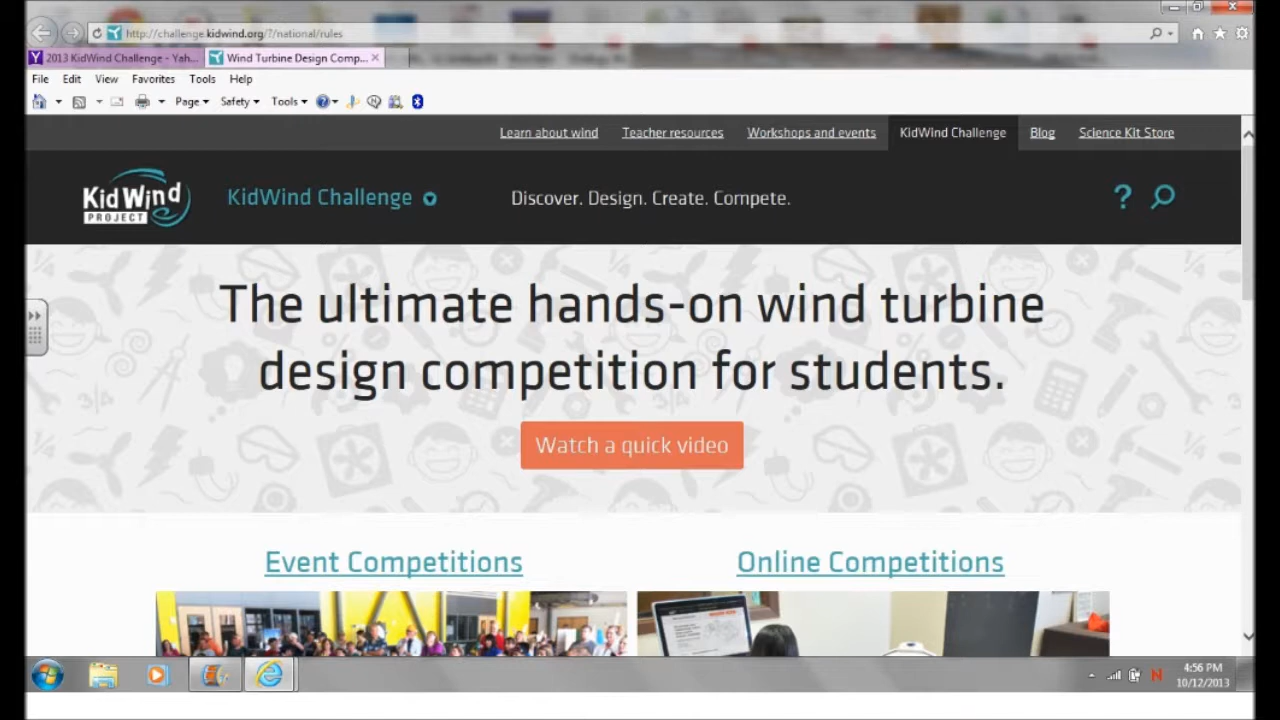 http://challenge.kidwind.org/?/national/rules
2013 KidWind Challenge - Yah...
Wind Turbine Design Comp...
File Edit View Favorites Tools Help
Page Safety Tools
Learn about wind Teacher resources Workshops and events KidWind Challenge Blog Science Kit Store
KidWind
PROJECT
KidWind Challenge
Discover. Design. Create. Compete.
?
The ultimate hands-on wind turbine
design competition for students.
Watch a quick video
Event Competitions Online Competitions
4:56 PM
10/12/2013